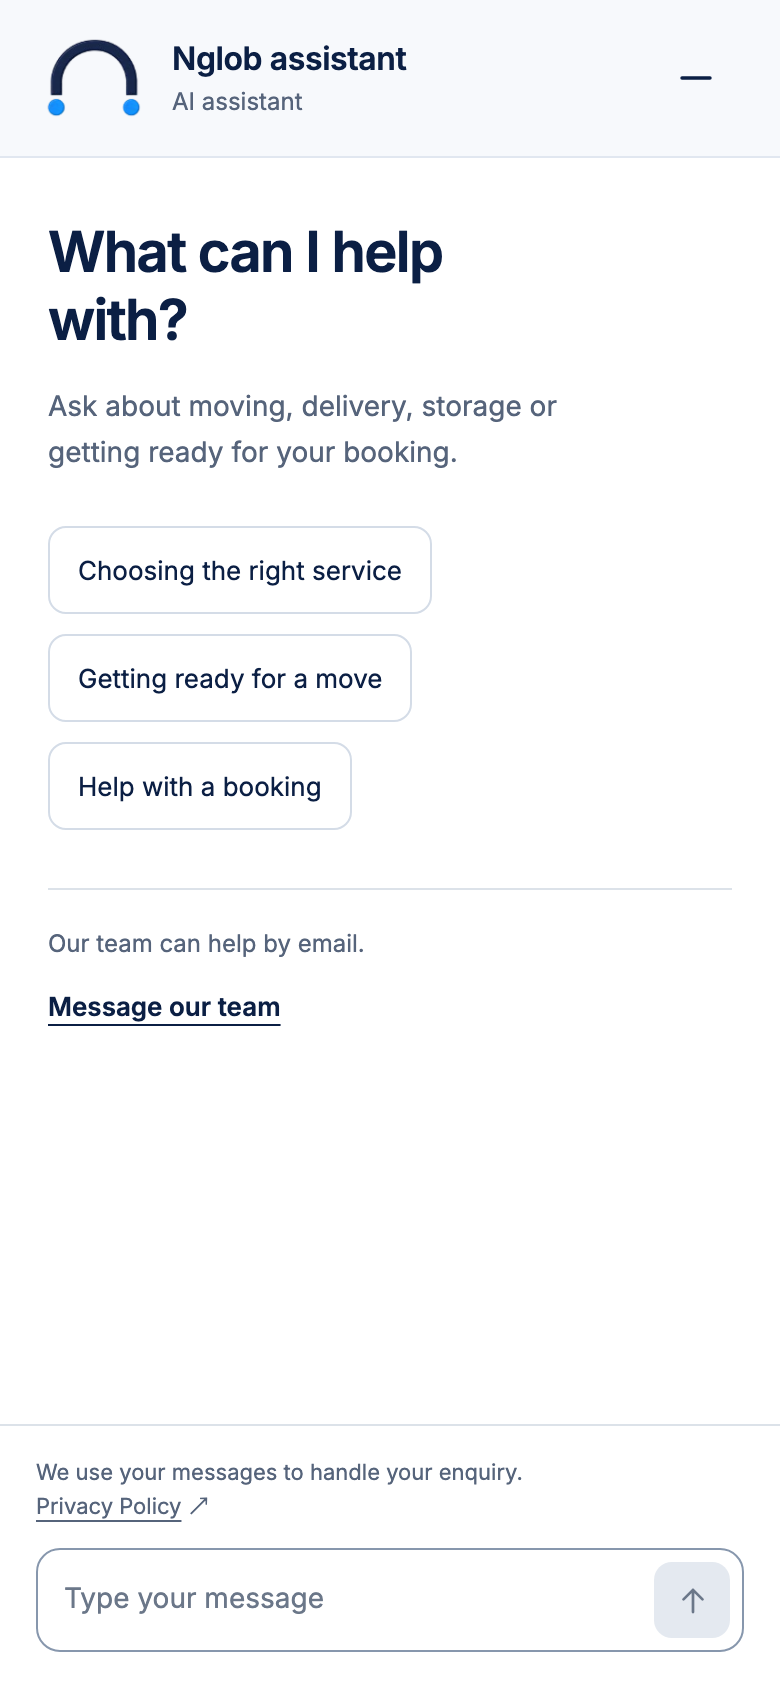 Nglob assistant
AI assistant
What can I help
with?
Ask about moving, delivery, storage or
getting ready for your booking.
Choosing the right service
Getting ready for a move
Help with a booking
Our team can help by email.
Message our team
We use your messages to handle your enquiry.
Privacy Policy ↗
Type your message